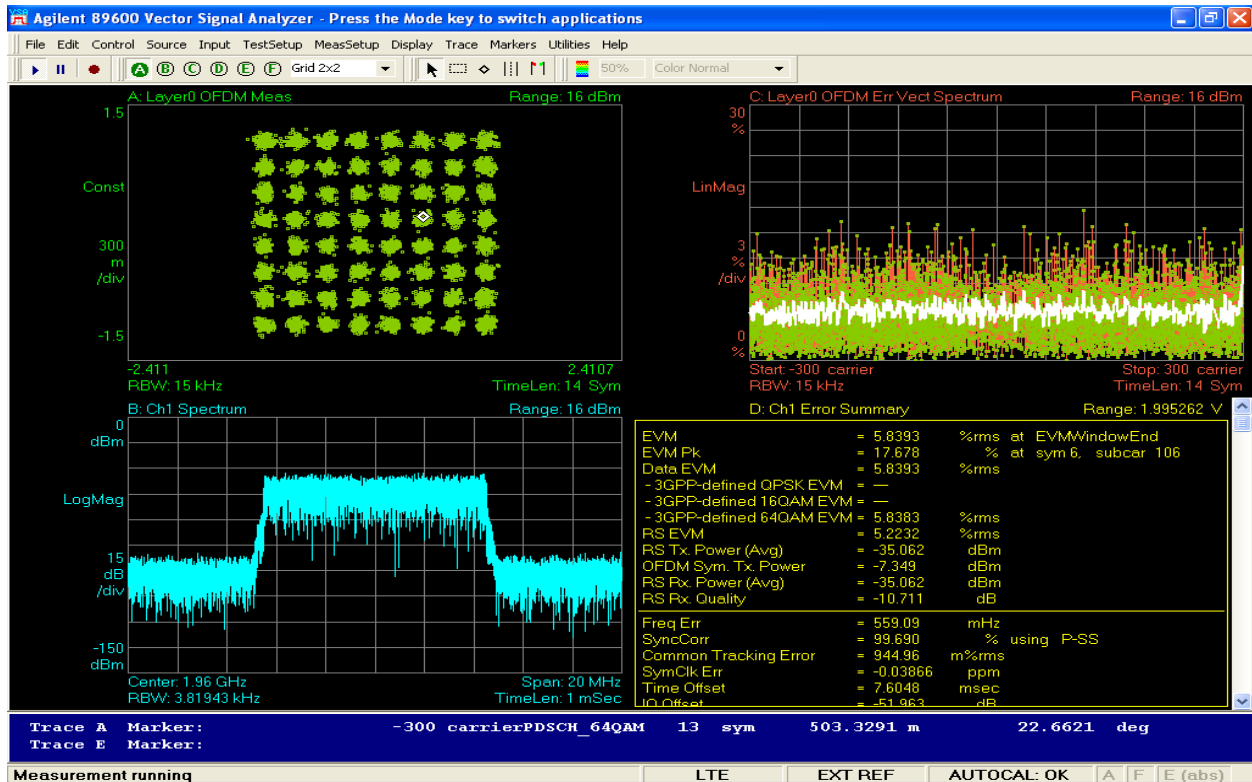 Agilent 89600 Vector Signal Analyzer - Press the Mode key to switch applications
File Edit Control Source Input TestSetup MeasSetup Display Trace Markers Utilities Help
A B C D E F Grid 2x2 50% Color Normal
A: Layer0 OFDM Meas Range: 16 dBm
1.5
Const
300
m
/div
-1.5
-2.411 2.4107
RBW: 15 kHz TimeLen: 14 Sym
C: Layer0 OFDM Err Vect Spectrum Range: 16 dBm
30
%
LinMag
3
%
/div
0
%
Start: -300 carrier Stop: 300 carrier
RBW: 15 kHz TimeLen: 14 Sym
B: Ch1 Spectrum Range: 16 dBm
0
dBm
LogMag
15
dB
/div
-150
dBm
Center: 1.96 GHz Span: 20 MHz
RBW: 3.81943 kHz TimeLen: 1 mSec
D: Ch1 Error Summary Range: 1.995262 V
EVM = 5.8393 %rms at EVMWindowEnd
EVM Pk = 17.678 % at sym 6, subcar 106
Data EVM = 5.8393 %rms
- 3GPP-defined QPSK EVM = —
- 3GPP-defined 16QAM EVM = —
- 3GPP-defined 64QAM EVM = 5.8383 %rms
RS EVM = 5.2232 %rms
RS Tx. Power (Avg) = -35.062 dBm
OFDM Sym. Tx. Power = -7.349 dBm
RS Rx. Power (Avg) = -35.062 dBm
RS Rx. Quality = -10.711 dB
Freq Err = 559.09 mHz
SyncCorr = 99.690 % using P-SS
Common Tracking Error = 944.96 m%rms
SymClk Err = -0.03866 ppm
Time Offset = 7.6048 msec
IQ Offset = -51.963 dB
Trace A Marker: -300 carrierPDSCH_64QAM 13 sym 503.3291 m 22.6621 deg
Trace E Marker:
Measurement running LTE EXT REF AUTOCAL: OK A F E (abs)